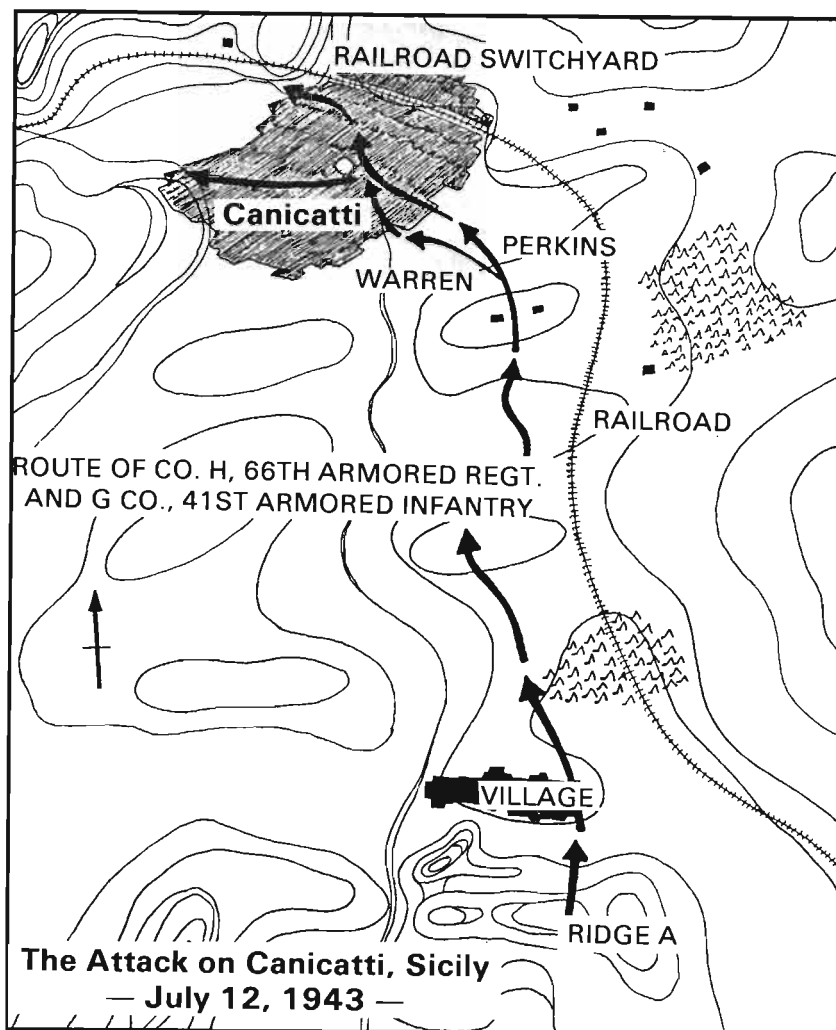 RAILROAD SWITCHYARD
Canicatti
PERKINS
WARREN
RAILROAD
ROUTE OF CO. H, 66TH ARMORED REGT.
AND G CO., 41ST ARMORED INFANTRY
VILLAGE
RIDGE A
The Attack on Canicatti, Sicily
— July 12, 1943 —